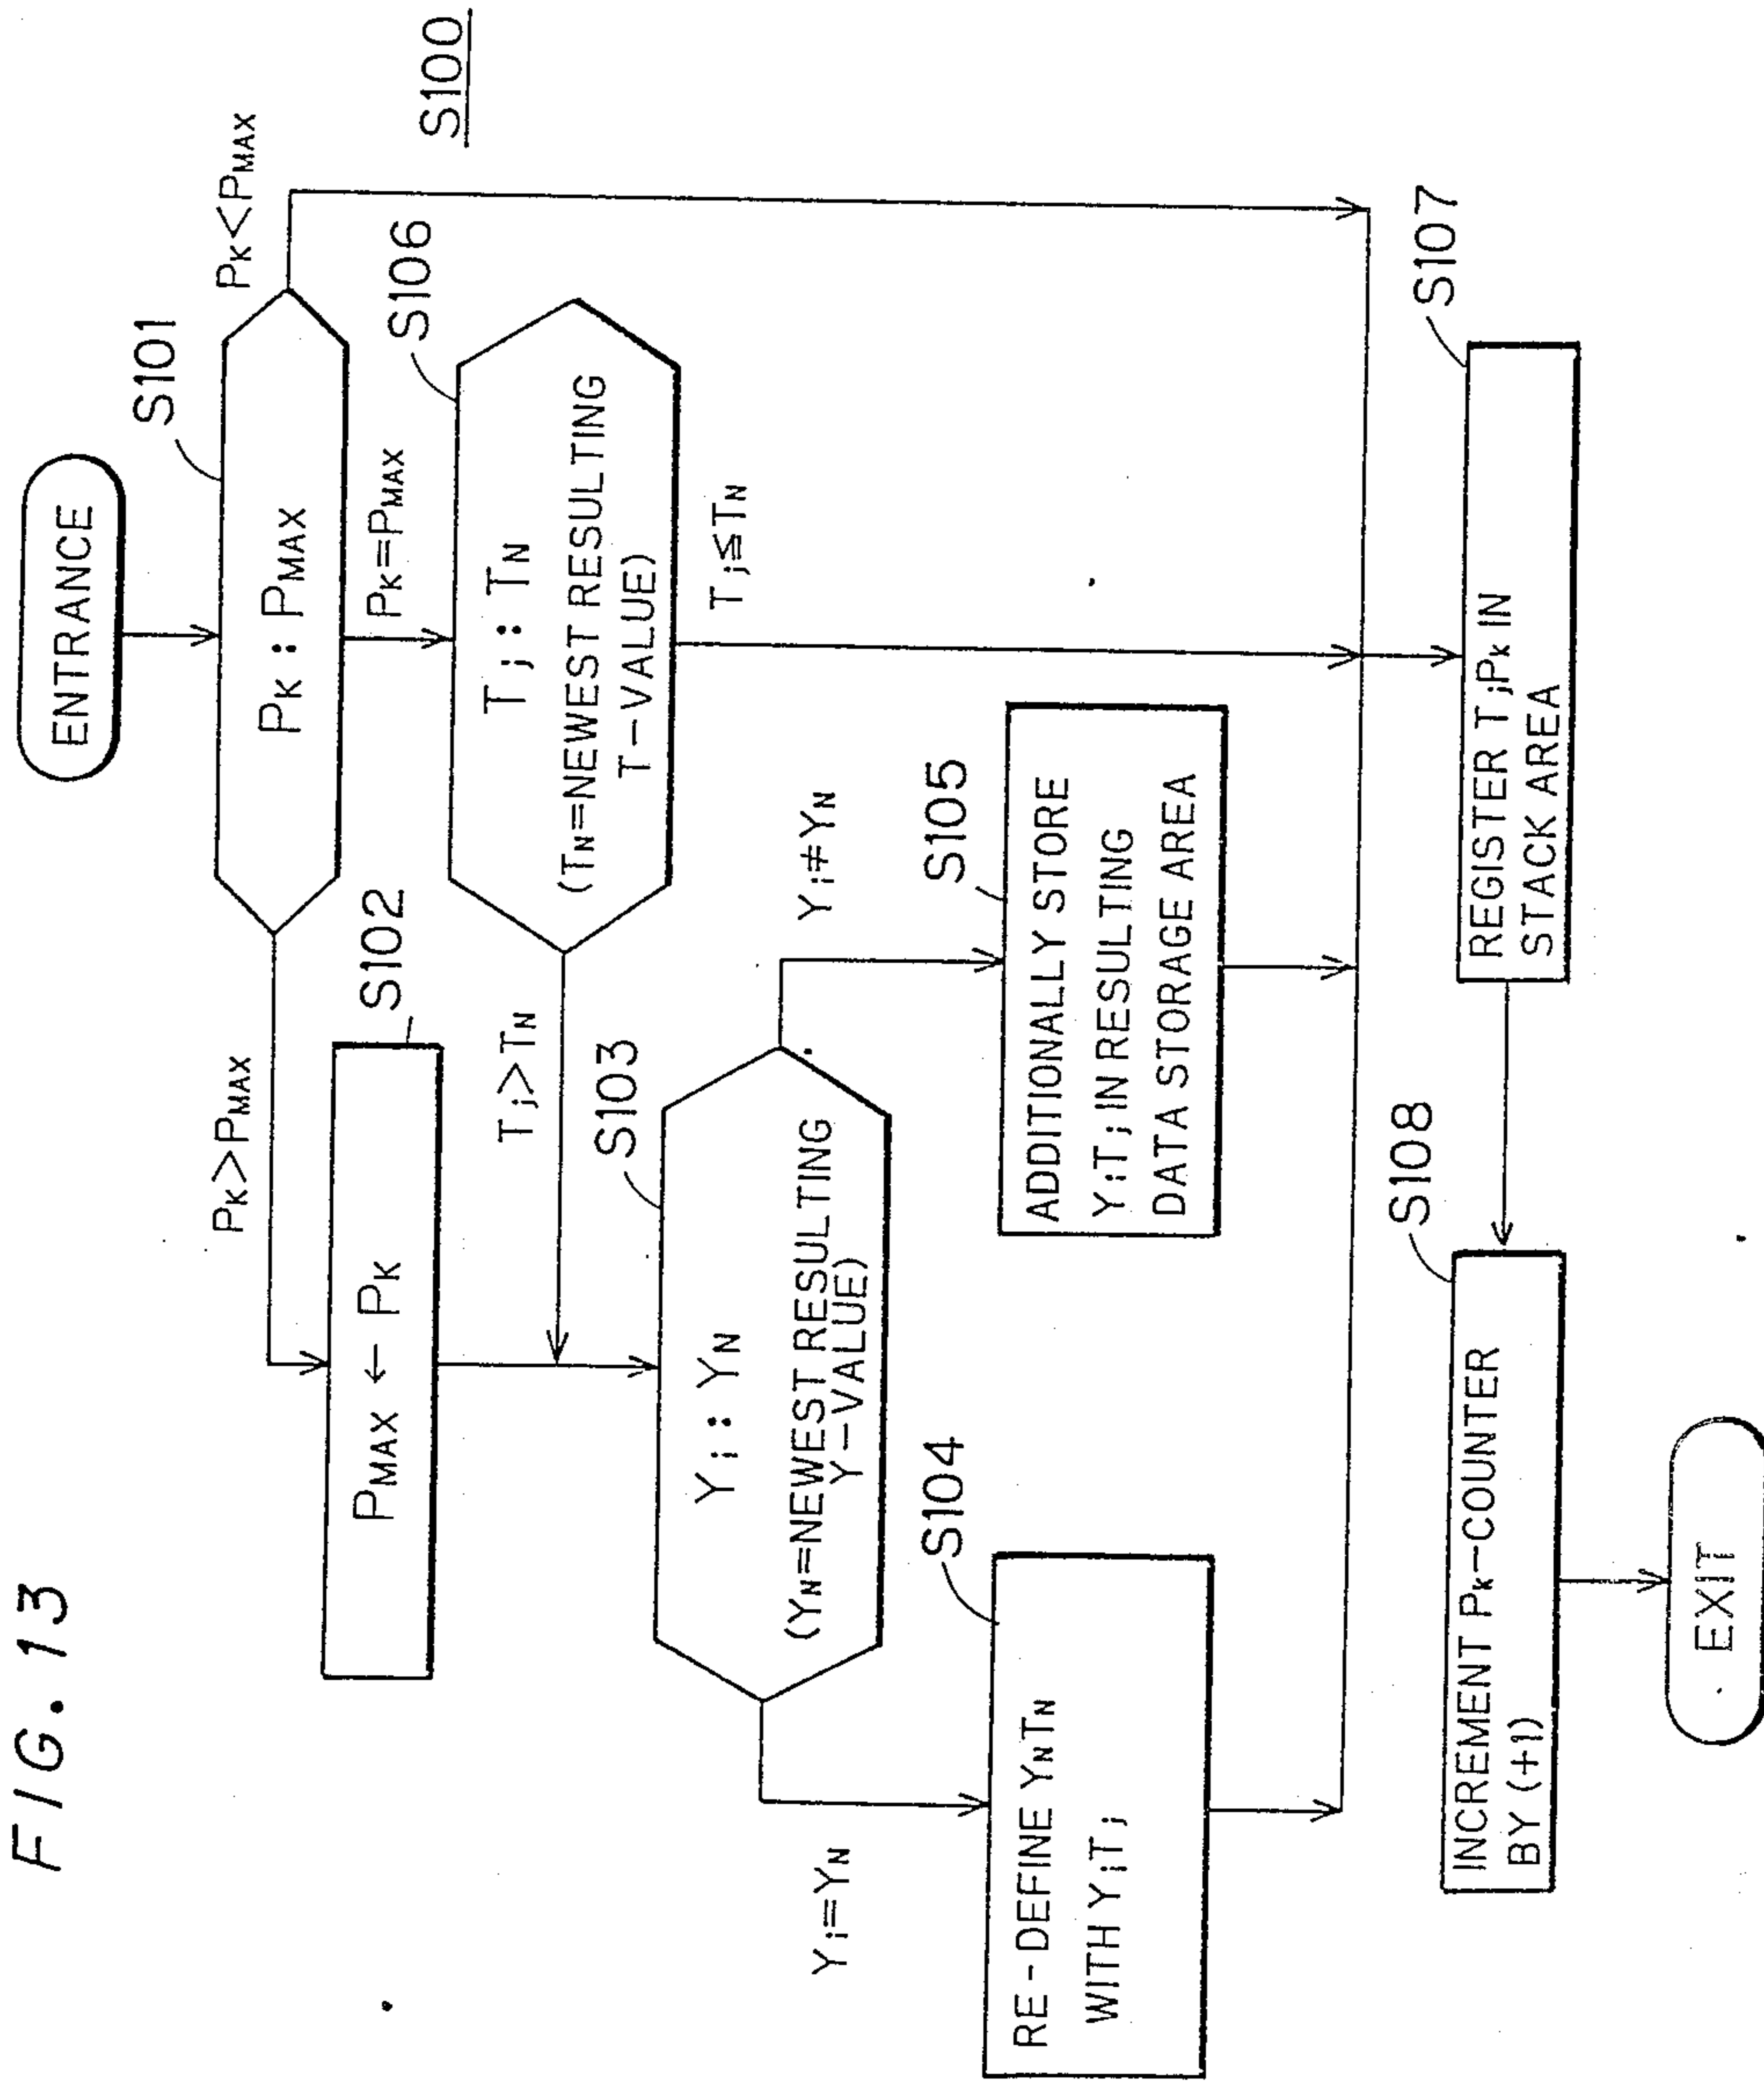 FIG. 13
S100
ENTRANCE
S101
PK : PMAX
PK>PMAX
PK=PMAX
PK<PMAX
S102
PMAX ← PK
S106
Tj : TN
(TN=NEWEST RESULTING
T-VALUE)
Tj>TN
Tj≦TN
S103
Yi : YN
(YN=NEWEST RESULTING
Y-VALUE)
Yi=YN
Yi≠YN
S104
RE-DEFINE YNTN
WITH YiTj
S105
ADDITIONALLY STORE
YiTj IN RESULTING
DATA STORAGE AREA
S107
REGISTER TjPK IN
STACK AREA
S108
INCREMENT PK-COUNTER
BY (+1)
EXIT